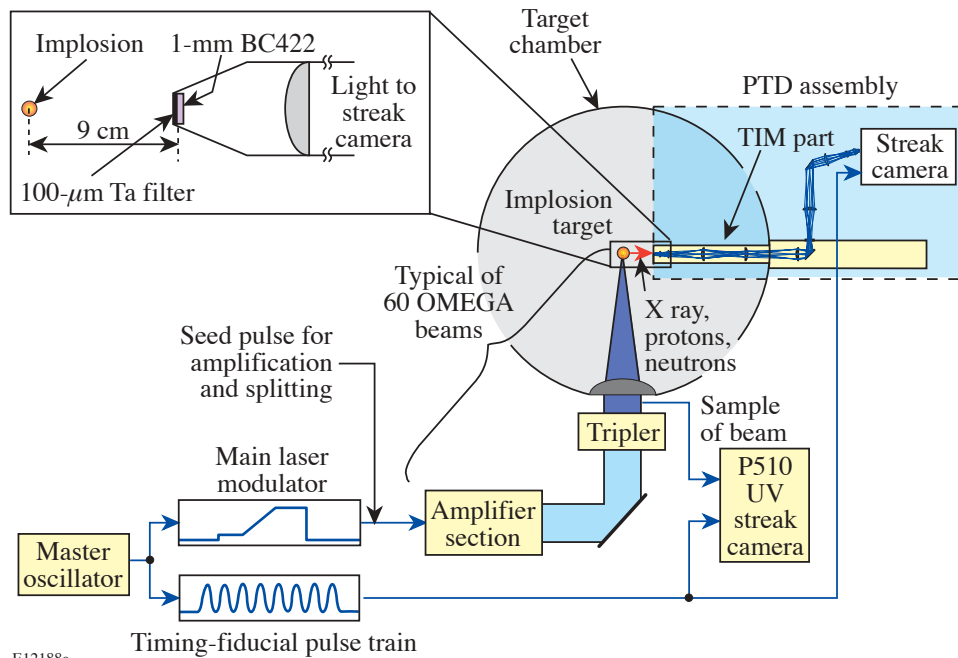 Implosion
1-mm BC422
Light to
streak
camera
9 cm
100-μm Ta filter
Target
chamber
PTD assembly
TIM part
Streak
camera
Implosion
target
Typical of
60 OMEGA
beams
X ray,
protons,
neutrons
Seed pulse for
amplification
and splitting
Sample
of beam
Tripler
Main laser
modulator
P510
UV
streak
camera
Amplifier
section
Master
oscillator
Timing-fiducial pulse train